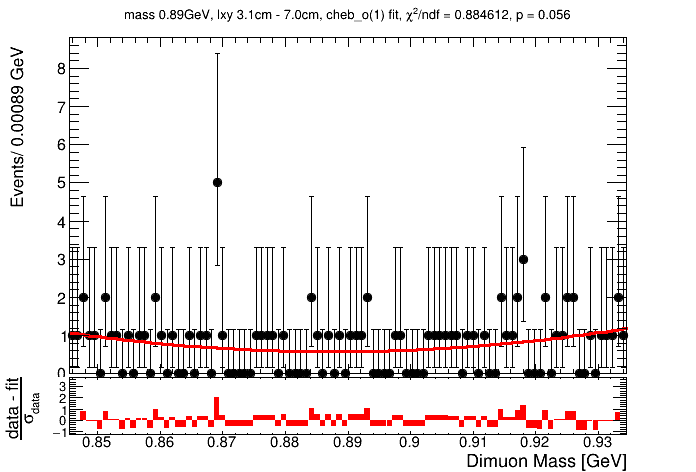 mass 0.89GeV, lxy 3.1cm - 7.0cm, cheb_o(1) fit, χ²/ndf = 0.884612, p = 0.056
Events/ 0.00089 GeV
8
7
6
5
4
3
2
1
0
data - fit
σdata
3
2
1
0
−1
0.85 0.86 0.87 0.88 0.89 0.9 0.91 0.92 0.93
Dimuon Mass [GeV]